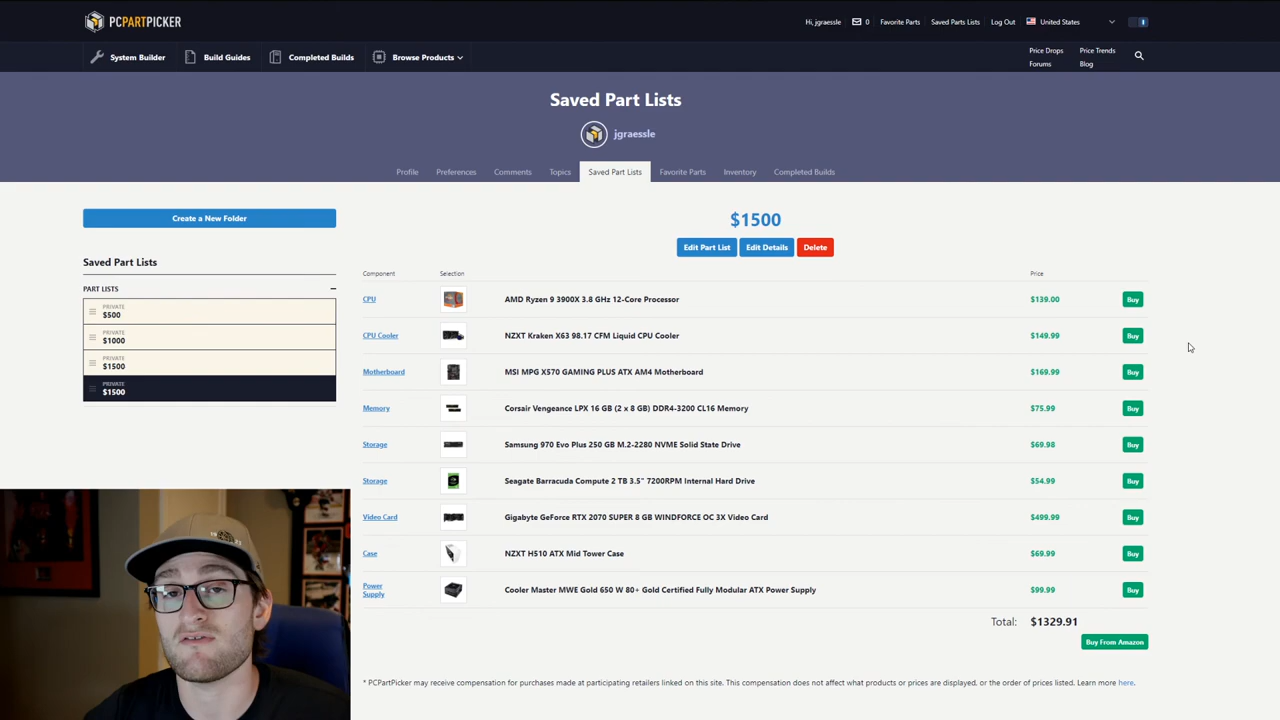 PCPARTPICKER
Hi, jgraessle 0 Favorite Parts Saved Parts Lists Log Out United States
System Builder Build Guides Completed Builds Browse Products
Price Drops Price Trends
Forums Blog
Saved Part Lists
jgraessle
Profile Preferences Comments Topics Saved Part Lists Favorite Parts Inventory Completed Builds
Create a New Folder
Saved Part Lists
PART LISTS
PRIVATE
$500
PRIVATE
$1000
PRIVATE
$1500
PRIVATE
$1500
$1500
Edit Part List Edit Details Delete
Component Selection Price
CPU AMD Ryzen 9 3900X 3.8 GHz 12-Core Processor $139.00 Buy
CPU Cooler NZXT Kraken X63 98.17 CFM Liquid CPU Cooler $149.99 Buy
Motherboard MSI MPG X570 GAMING PLUS ATX AM4 Motherboard $169.99 Buy
Memory Corsair Vengeance LPX 16 GB (2 x 8 GB) DDR4-3200 CL16 Memory $75.99 Buy
Storage Samsung 970 Evo Plus 250 GB M.2-2280 NVME Solid State Drive $69.98 Buy
Storage Seagate Barracuda Compute 2 TB 3.5" 7200RPM Internal Hard Drive $54.99 Buy
Video Card Gigabyte GeForce RTX 2070 SUPER 8 GB WINDFORCE OC 3X Video Card $499.99 Buy
Case NZXT H510 ATX Mid Tower Case $69.99 Buy
Power
Supply Cooler Master MWE Gold 650 W 80+ Gold Certified Fully Modular ATX Power Supply $99.99 Buy
Total: $1329.91
Buy From Amazon
* PCPartPicker may receive compensation for purchases made at participating retailers linked on this site. This compensation does not affect what products or prices are displayed, or the order of prices listed. Learn more here.